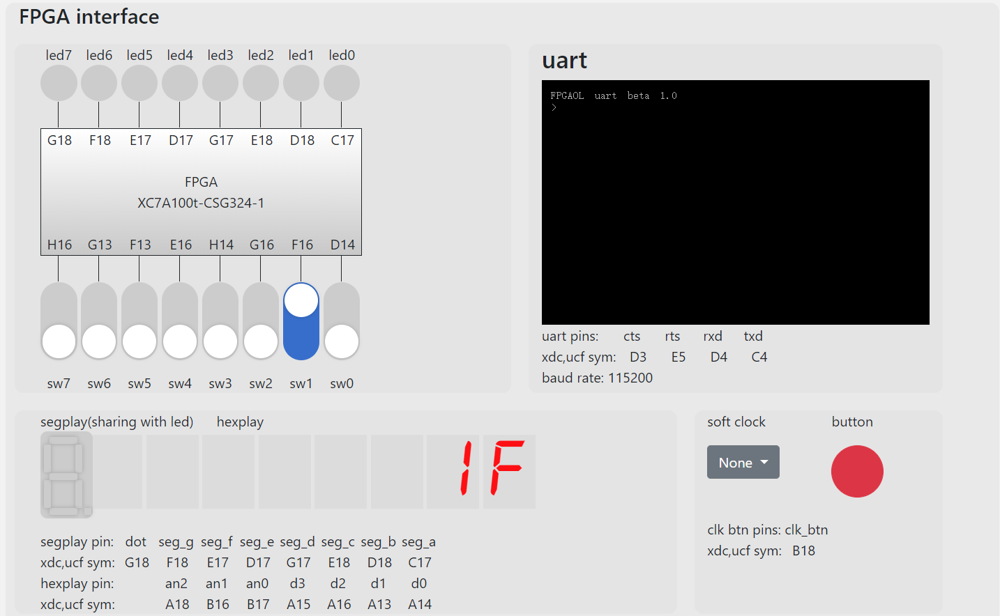 FPGA interface
led7 led6 led5 led4 led3 led2 led1 led0
G18 F18 E17 D17 G17 E18 D18 C17
FPGA
XC7A100t-CSG324-1
H16 G13 F13 E16 H14 G16 F16 D14
sw7 sw6 sw5 sw4 sw3 sw2 sw1 sw0
uart
FPGAOL uart beta 1.0
>
uart pins: cts rts rxd txd
xdc,ucf sym: D3 E5 D4 C4
baud rate: 115200
segplay(sharing with led) hexplay
1F
segplay pin: dot seg_g seg_f seg_e seg_d seg_c seg_b seg_a
xdc,ucf sym: G18 F18 E17 D17 G17 E18 D18 C17
hexplay pin: an2 an1 an0 d3 d2 d1 d0
xdc,ucf sym: A18 B16 B17 A15 A16 A13 A14
soft clock button
None
clk btn pins: clk_btn
xdc,ucf sym: B18